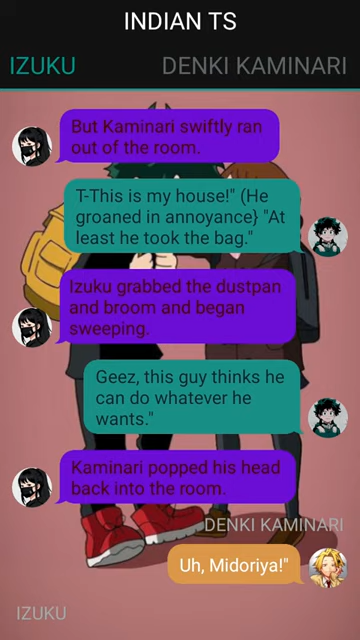 INDIAN TS
IZUKU DENKI KAMINARI
But Kaminari swiftly ran
out of the room.
T-This is my house!" (He
groaned in annoyance} "At
least he took the bag."
Izuku grabbed the dustpan
and broom and began
sweeping.
Geez, this guy thinks he
can do whatever he
wants."
Kaminari popped his head
back into the room.
DENKI KAMINARI
Uh, Midoriya!"
IZUKU